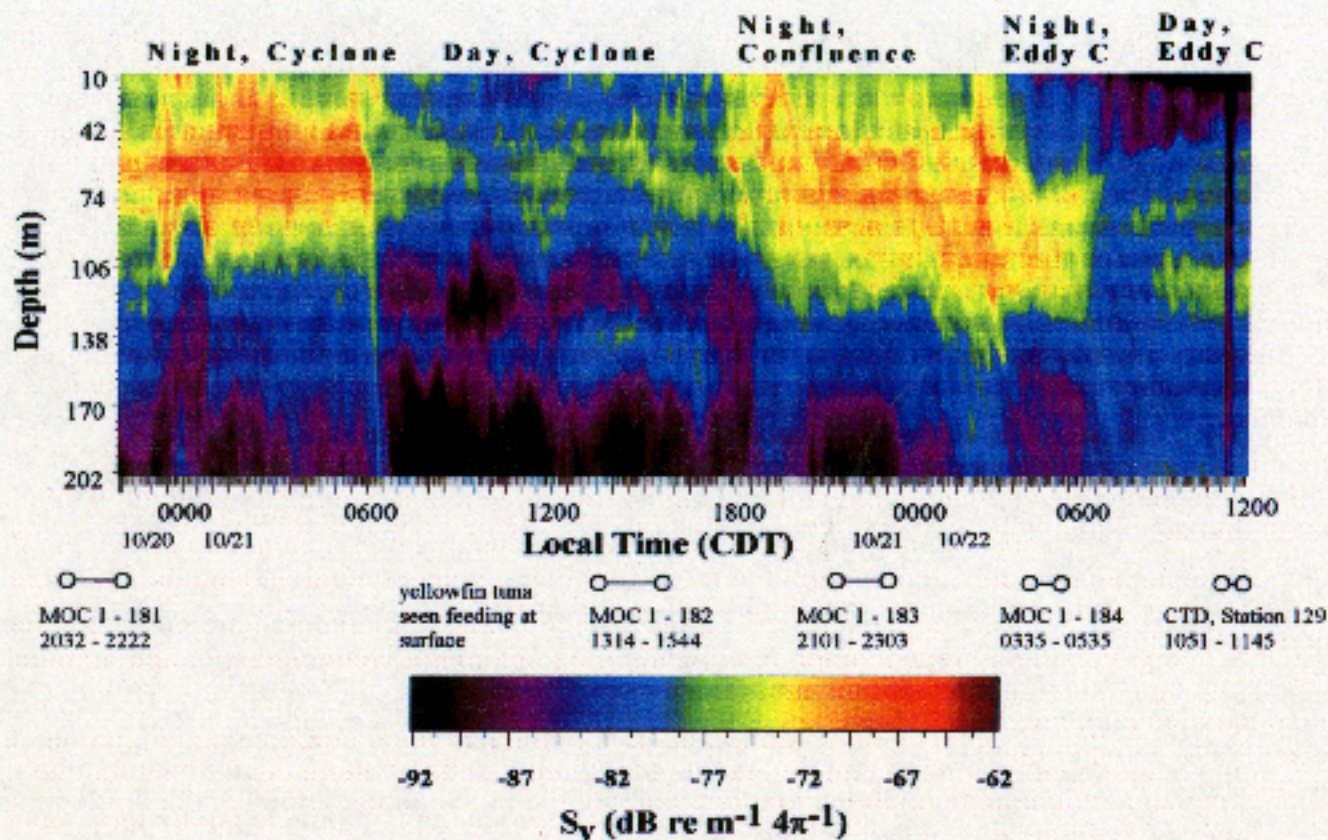 Night, Cyclone
Day, Cyclone
Night,
Confluence
Night,
Eddy C
Day,
Eddy C
Depth (m)
10
42
74
106
138
170
202
0000
0600
1200
1800
0000
0600
1200
10/20
10/21
Local Time (CDT)
10/21
10/22
MOC 1 - 181
2032 - 2222
yellowfin tuna
seen feeding at
surface
MOC 1 - 182
1314 - 1544
MOC 1 - 183
2101 - 2303
MOC 1 - 184
0335 - 0535
CTD, Station 129
1051 - 1145
-92
-87
-82
-77
-72
-67
-62
Sv (dB re m-1 4π-1)